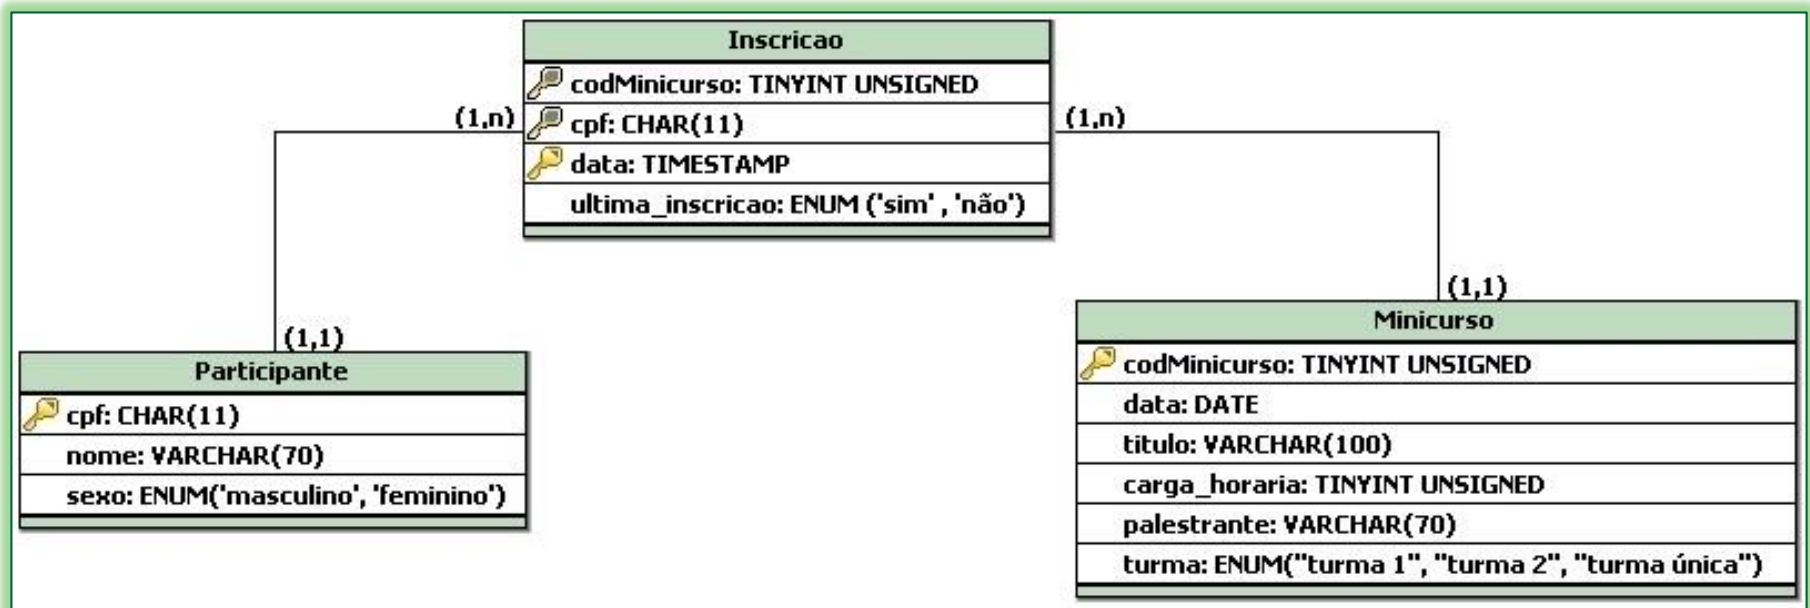 Inscricao
codMinicurso: TINYINT UNSIGNED
(1,n)
cpf: CHAR(11)
(1,n)
data: TIMESTAMP
ultima_inscricao: ENUM ('sim' , 'não')
(1,1)
Participante
cpf: CHAR(11)
nome: VARCHAR(70)
sexo: ENUM('masculino', 'feminino')
(1,1)
Minicurso
codMinicurso: TINYINT UNSIGNED
data: DATE
titulo: VARCHAR(100)
carga_horaria: TINYINT UNSIGNED
palestrante: VARCHAR(70)
turma: ENUM("turma 1", "turma 2", "turma única")